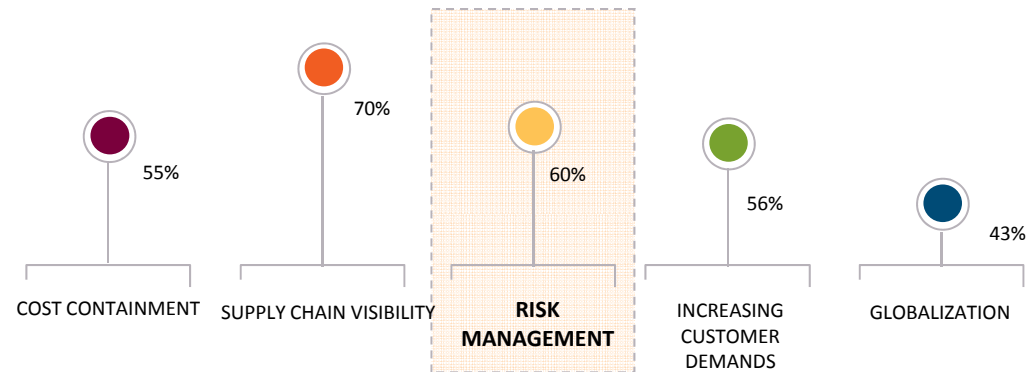 70%
55%
60%
56%
43%
COST CONTAINMENT
SUPPLY CHAIN VISIBILITY
RISK
MANAGEMENT
INCREASING
CUSTOMER
DEMANDS
GLOBALIZATION